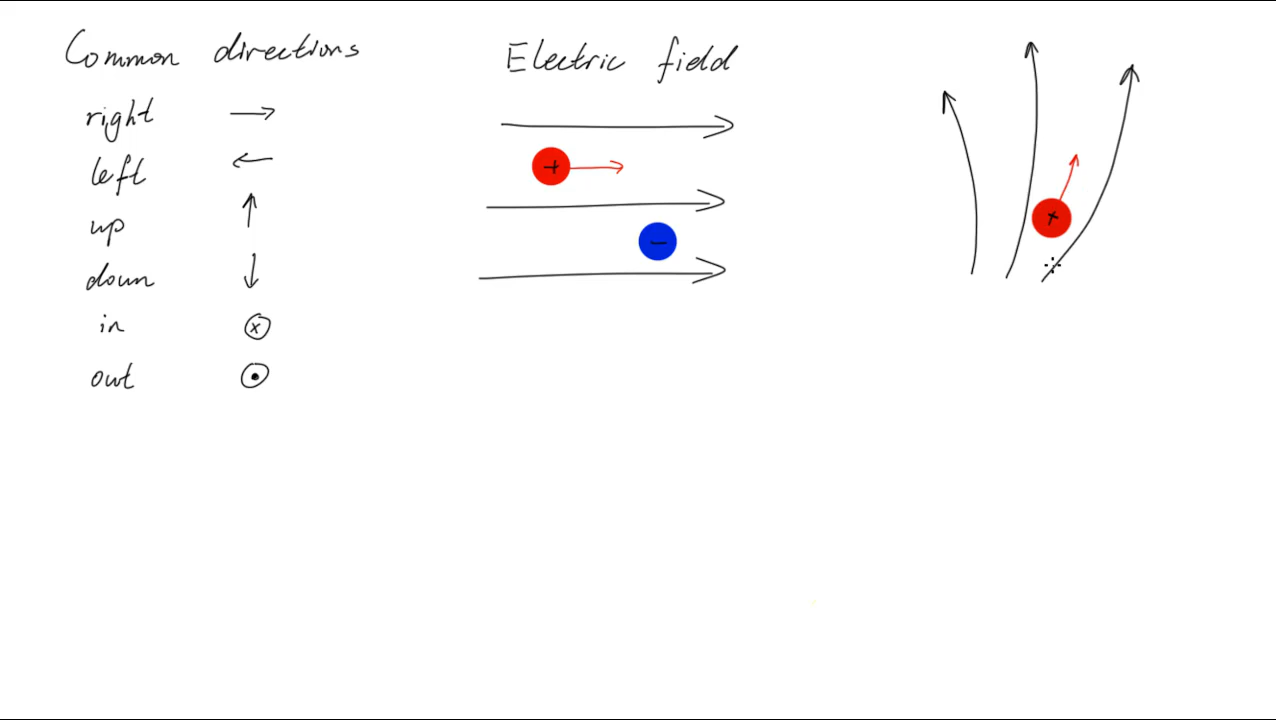 Common directions
right →
left ←
up ↑
down ↓
in ⓧ
out ⊙
Electric field
+
−
+